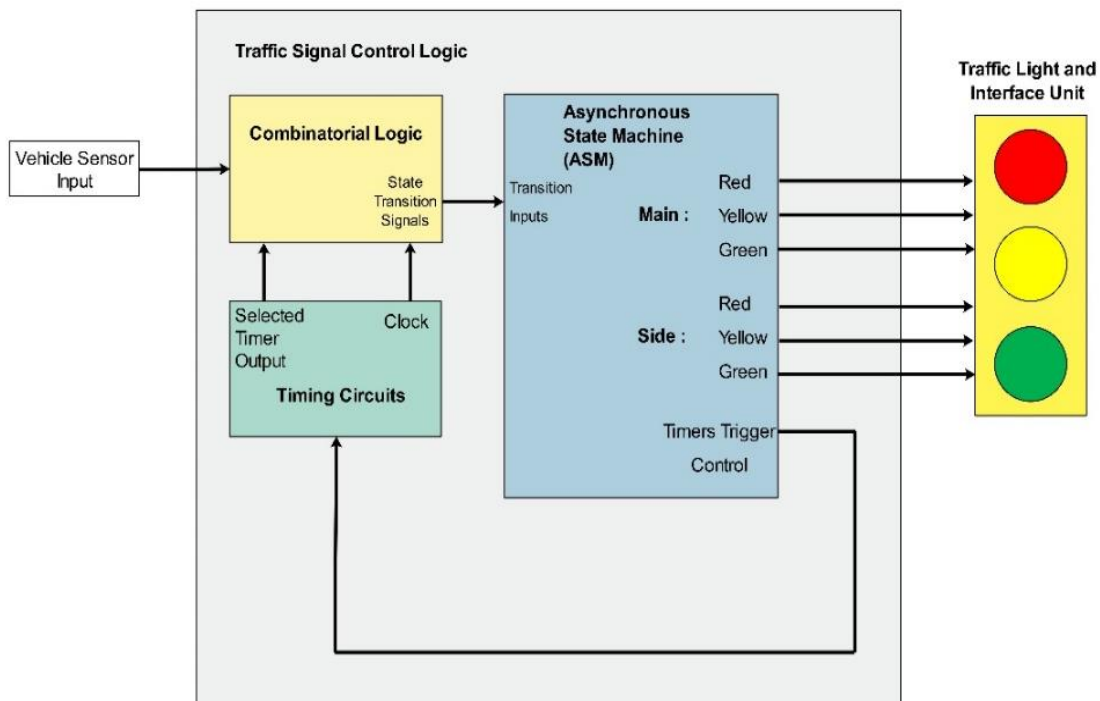 Traffic Signal Control Logic
Traffic Light and
Interface Unit
Vehicle Sensor
Input
Combinatorial Logic
State
Transition
Signals
Asynchronous
State Machine
(ASM)
Transition
Inputs
Red
Main : Yellow
Green
Red
Side : Yellow
Green
Timers Trigger
Control
Selected
Timer
Output
Clock
Timing Circuits